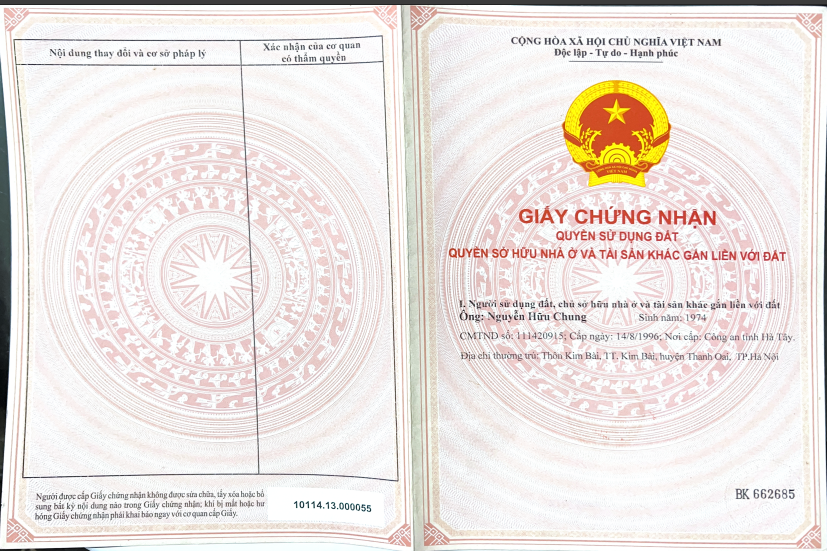 Nội dung thay đổi và cơ sở pháp lý
Xác nhận của cơ quan
có thẩm quyền
Người được cấp Giấy chứng nhận không được sửa chữa, tẩy xóa hoặc bổ
sung bất kỳ nội dung nào trong Giấy chứng nhận; khi bị mất hoặc hư
hỏng Giấy chứng nhận phải khai báo ngay với cơ quan cấp Giấy.
10114.13.000055
CỘNG HÒA XÃ HỘI CHỦ NGHĨA VIỆT NAM
Độc lập - Tự do - Hạnh phúc
VIỆT NAM
GIẤY CHỨNG NHẬN
QUYỀN SỬ DỤNG ĐẤT
QUYỀN SỞ HỮU NHÀ Ở VÀ TÀI SẢN KHÁC GẮN LIỀN VỚI ĐẤT
I. Người sử dụng đất, chủ sở hữu nhà ở và tài sản khác gắn liền với đất
Ông: Nguyễn Hữu Chung Sinh năm: 1974
CMTND số: 111420915; Cấp ngày: 14/8/1996; Nơi cấp: Công an tỉnh Hà Tây.
Địa chỉ thường trú: Thôn Kim Bài, TT. Kim Bài, huyện Thanh Oai, TP.Hà Nội
BK 662685